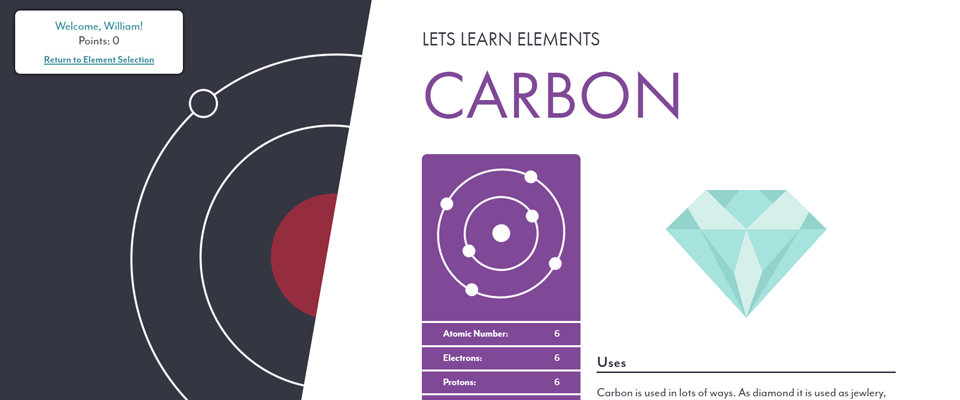 Welcome, William!
Points: 0
Return to Element Selection
LETS LEARN ELEMENTS
CARBON
Atomic Number: 6
Electrons: 6
Protons: 6
Uses
Carbon is used in lots of ways. As diamond it is used as jewlery,